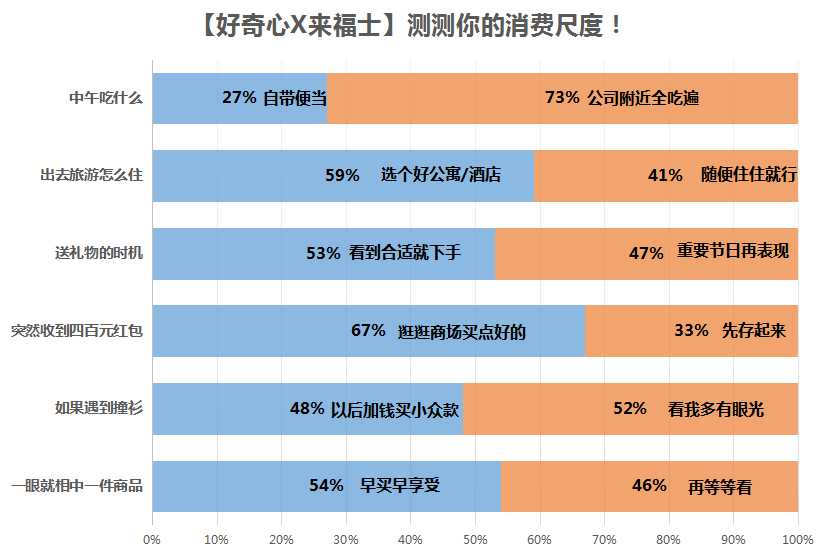 【好奇心X来福士】测测你的消费尺度！
中午吃什么 27% 自带便当 73% 公司附近全吃遍
出去旅游怎么住 59% 选个好公寓/酒店 41% 随便住住就行
送礼物的时机 53% 看到合适就下手 47% 重要节日再表现
突然收到四百元红包 67% 逛逛商场买点好的 33% 先存起来
如果遇到撞衫 48% 以后加钱买小众款 52% 看我多有眼光
一眼就相中一件商品 54% 早买早享受 46% 再等等看
0% 10% 20% 30% 40% 50% 60% 70% 80% 90% 100%